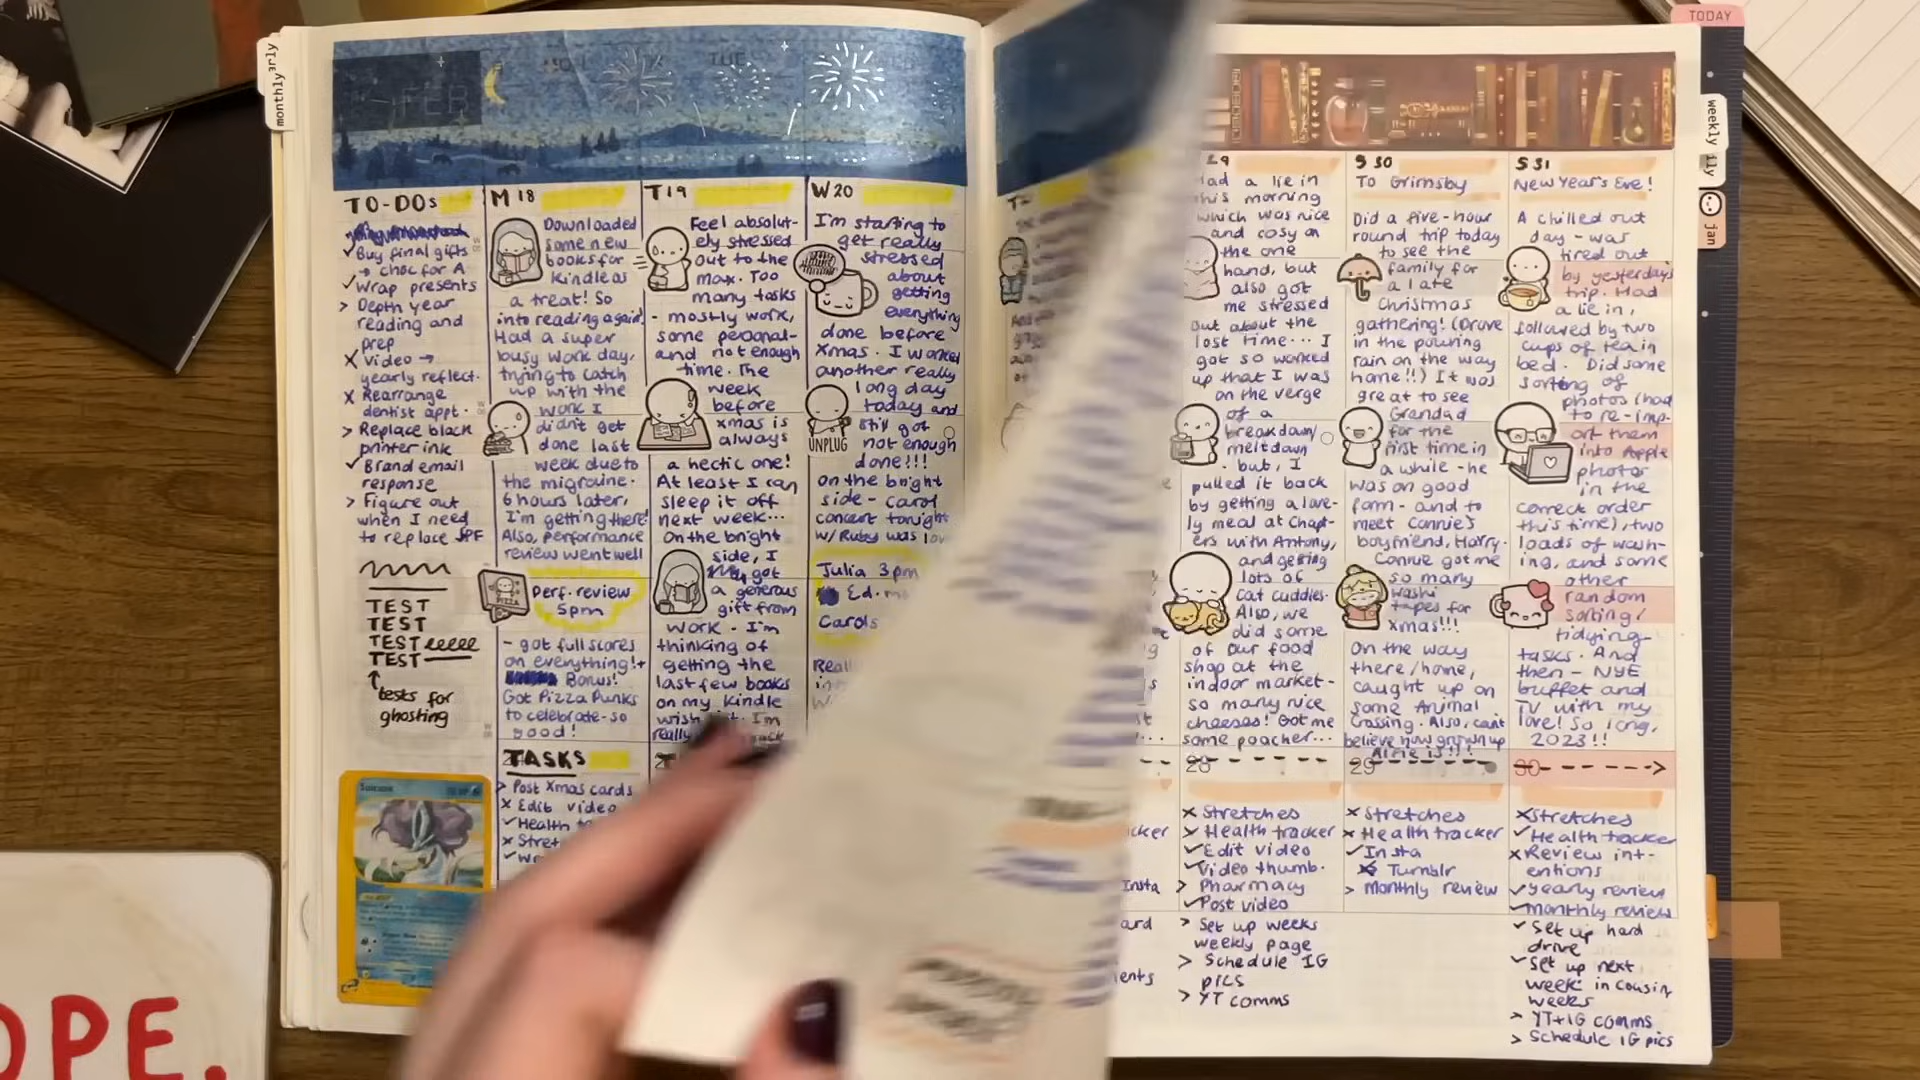 TODAY
monthly
weekly
jan
TO-DOs
✓ Buy final gifts
→ choc for A
✓ Wrap presents
> Depth year
reading and
prep
X Video →
yearly reflect.
X Rearrange
dentist appt.
> Replace black
printer ink
✓ Brand email
response
> Figure out
when I need
to replace SPF
TEST
TEST
TEST
TEST
↑
tests for
ghosting
Suicune
M 18
Downloaded
some new
books for
Kindle as
a treat! So
into reading again!
Had a super
busy work day,
trying to catch
up with the
work I
didn't get
done last
week due to
the migraine.
6 hours later,
I'm getting there!
Also, performance
review went well
PIZZA
Perf. review
5pm
- got full scores
on everything! +
Bonus!
Got Pizza Punks
to celebrate - so
good!
TASKS
> Post Xmas cards
X Edit video
✓ Health
X Stret
T 19
Feel absolut-
ely stressed
out to the
max. Too
many tasks
- mostly work,
some personal-
and not enough
time. The
week
before
xmas is
always
a hectic one!
At least I can
sleep it off
next week...
On the bright
side, I
got
a generous
gift from
work - I'm
thinking of
getting the
last few books
on my kindle
wish I'm
really
W 20
I'm starting to
get really
stressed
about
getting
everything
done before
Xmas. I worked
another really
long day
today and
still got
not enough
done!!!
UNPLUG
on the bright
side - carol
concert tonight
w/ Ruby was
Julia 3pm
Carols
29
Had a lie in
this morning
which was nice
and cosy on
the one
hand, but
also got
me stressed
out about the
lost time... I
got so worked
up that I was
on the verge
of a
breakdown/
meltdown
- but, I
pulled it back
by getting a love-
ly meal at Chapt-
ers with Antony,
and getting
lots of
cat cuddles.
Also, we
did some
of our food
shop at the
indoor market -
so many nice
cheeses! Got me
some poacher...
28
X Stretches
✓ Health tracker
✓ Edit video
✓ Video thumb.
> Pharmacy
✓ Post video
> Set up weeks
weekly page
> Schedule IG
pics
> YT comms
S 30
To Grimsby
Did a five-hour
round trip today
to see the
family for
a late
Christmas
gathering! (Drove
in the pouring
rain on the way
home!!) It was
great to see
Grandad
for the
first time in
a while - he
was on good
form - and to
meet Connie's
boyfriend, Harry.
Connie got me
so many
washi
tapes for
xmas!!!
On the way
there/home,
caught up on
some Animal
Crossing. Also, can't
believe how grown up
Alfie is!!!
29
X Stretches
X Health tracker
✓ Insta
X Tumblr
> Monthly review
S 31
New Year's Eve!
A chilled out
day - was
tired out
by yesterday's
trip. Had
a lie in,
followed by two
cups of tea in
bed. Did some
sorting of
photos (had
to re-imp-
ort them
into Apple
photos
in the
correct order
this time), two
loads of wash-
ing, and some
other
random
sorting/
tidying
tasks. And
then - NYE
buffet and
TV with my
love! So long,
2023!!
30
X Stretches
✓ Health tracker
X Review int-
entions
✓ Yearly review
✓ Monthly review
✓ Set up hard
drive
✓ Set up next
week in cousin
weeks
> YT+IG comms
> Schedule IG pics
Insta
OPE.